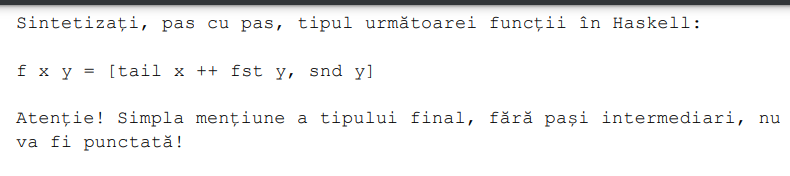 Sintetizați, pas cu pas, tipul următoarei funcții în Haskell:
f x y = [tail x ++ fst y, snd y]
Atenție! Simpla mențiune a tipului final, fără pași intermediari, nu
va fi punctată!